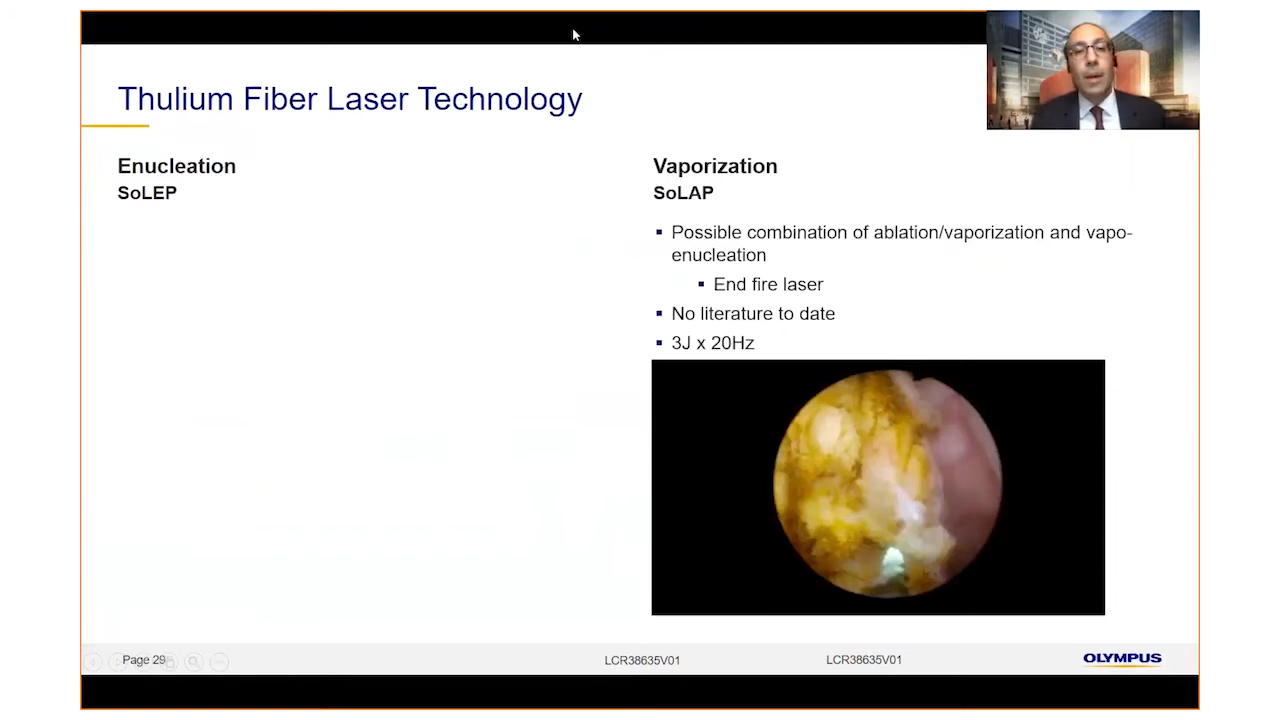 Thulium Fiber Laser Technology
Enucleation
SoLEP
Vaporization
SoLAP
▪ Possible combination of ablation/vaporization and vapo-
enucleation
▪ End fire laser
▪ No literature to date
▪ 3J x 20Hz
Page 29
LCR38635V01
LCR38635V01
OLYMPUS